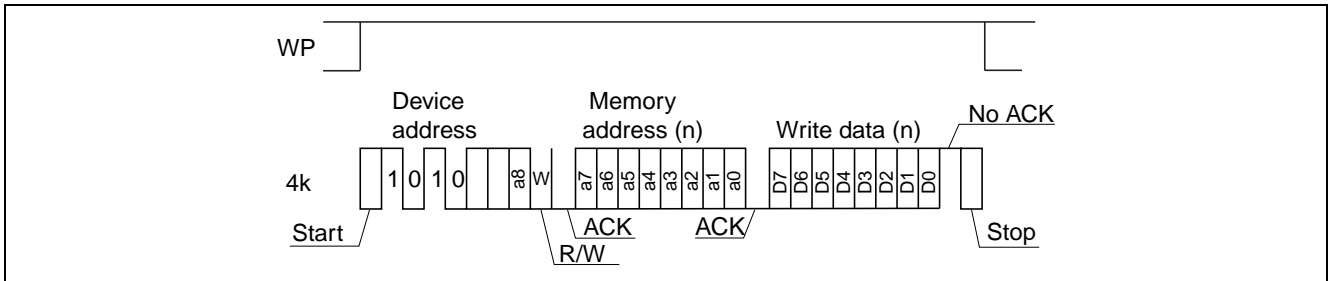 WP
Device address
Memory address (n)
Write data (n)
No ACK
4k
1 0 1 0 a8 W a7 a6 a5 a4 a3 a2 a1 a0 D7 D6 D5 D4 D3 D2 D1 D0
Start
ACK
ACK
Stop
R/W